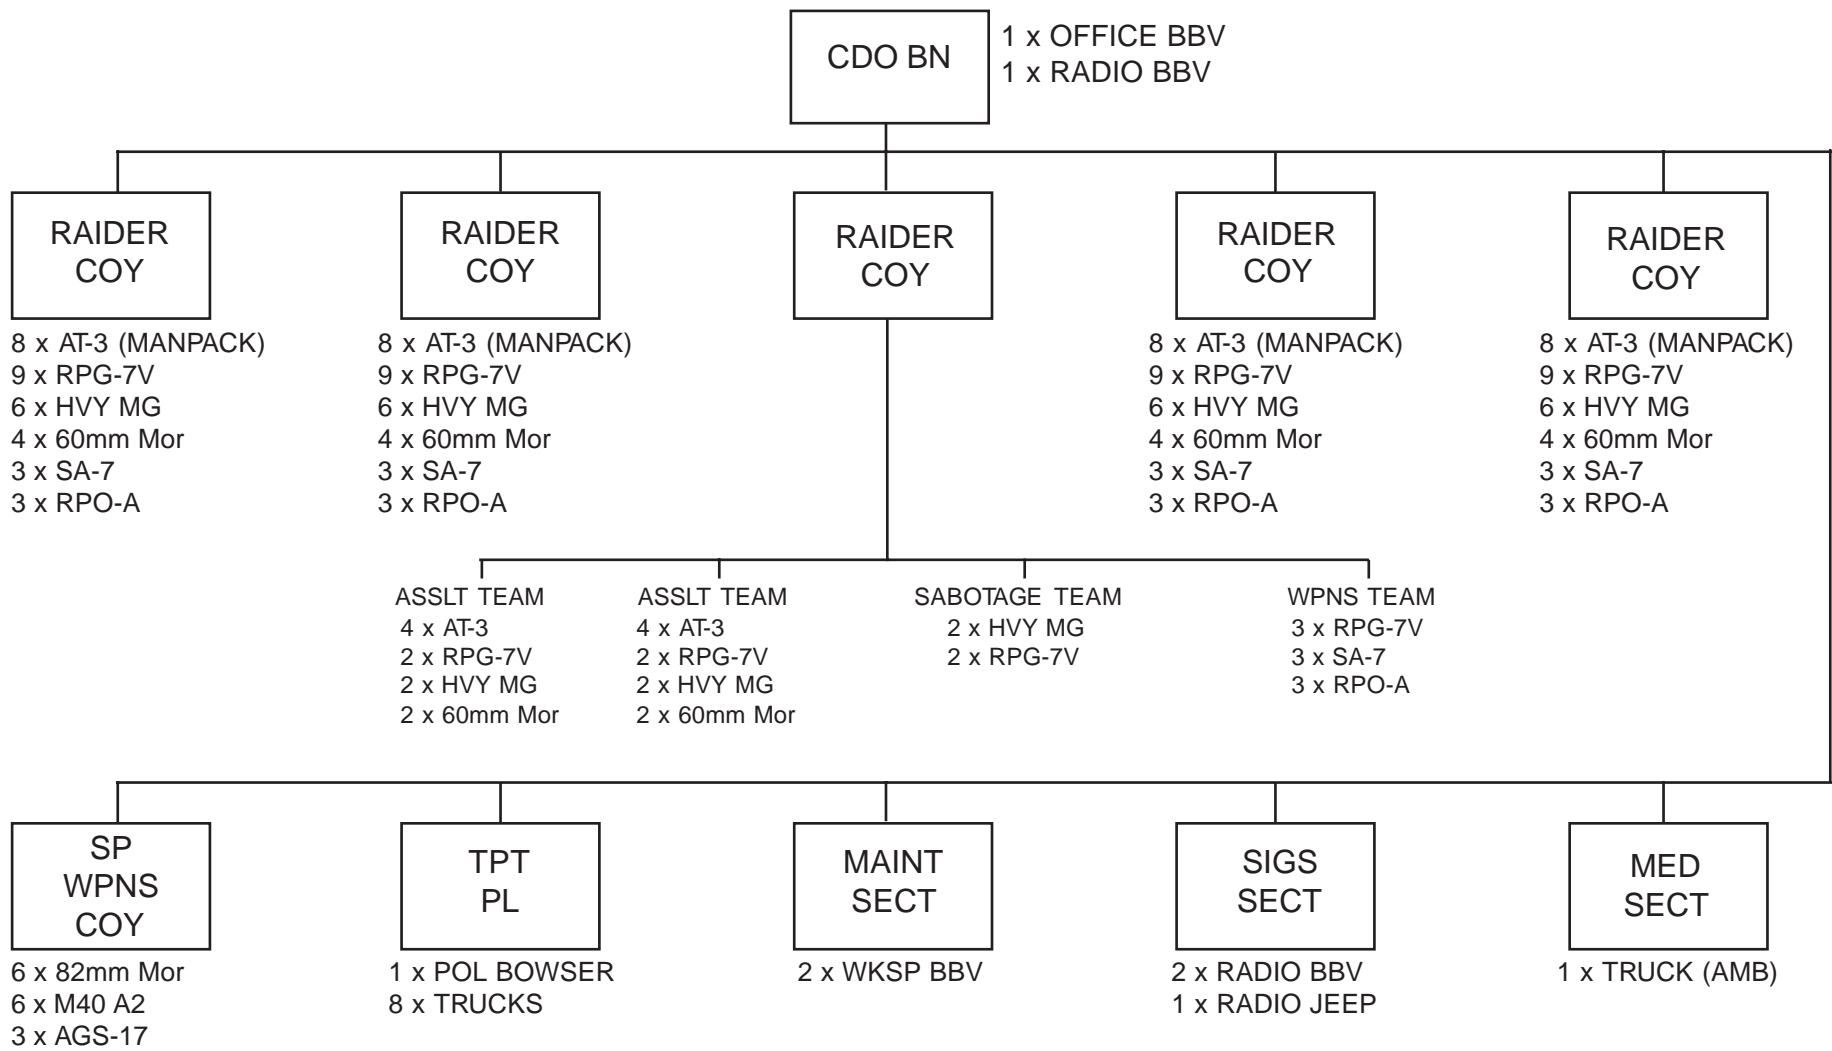 CDO BN
1 x OFFICE BBV
1 x RADIO BBV
RAIDER
COY
8 x AT-3 (MANPACK)
9 x RPG-7V
6 x HVY MG
4 x 60mm Mor
3 x SA-7
3 x RPO-A
RAIDER
COY
8 x AT-3 (MANPACK)
9 x RPG-7V
6 x HVY MG
4 x 60mm Mor
3 x SA-7
3 x RPO-A
RAIDER
COY
RAIDER
COY
8 x AT-3 (MANPACK)
9 x RPG-7V
6 x HVY MG
4 x 60mm Mor
3 x SA-7
3 x RPO-A
RAIDER
COY
8 x AT-3 (MANPACK)
9 x RPG-7V
6 x HVY MG
4 x 60mm Mor
3 x SA-7
3 x RPO-A
ASSLT TEAM
4 x AT-3
2 x RPG-7V
2 x HVY MG
2 x 60mm Mor
ASSLT TEAM
4 x AT-3
2 x RPG-7V
2 x HVY MG
2 x 60mm Mor
SABOTAGE TEAM
2 x HVY MG
2 x RPG-7V
WPNS TEAM
3 x RPG-7V
3 x SA-7
3 x RPO-A
SP
WPNS
COY
6 x 82mm Mor
6 x M40 A2
3 x AGS-17
TPT
PL
1 x POL BOWSER
8 x TRUCKS
MAINT
SECT
2 x WKSP BBV
SIGS
SECT
2 x RADIO BBV
1 x RADIO JEEP
MED
SECT
1 x TRUCK (AMB)